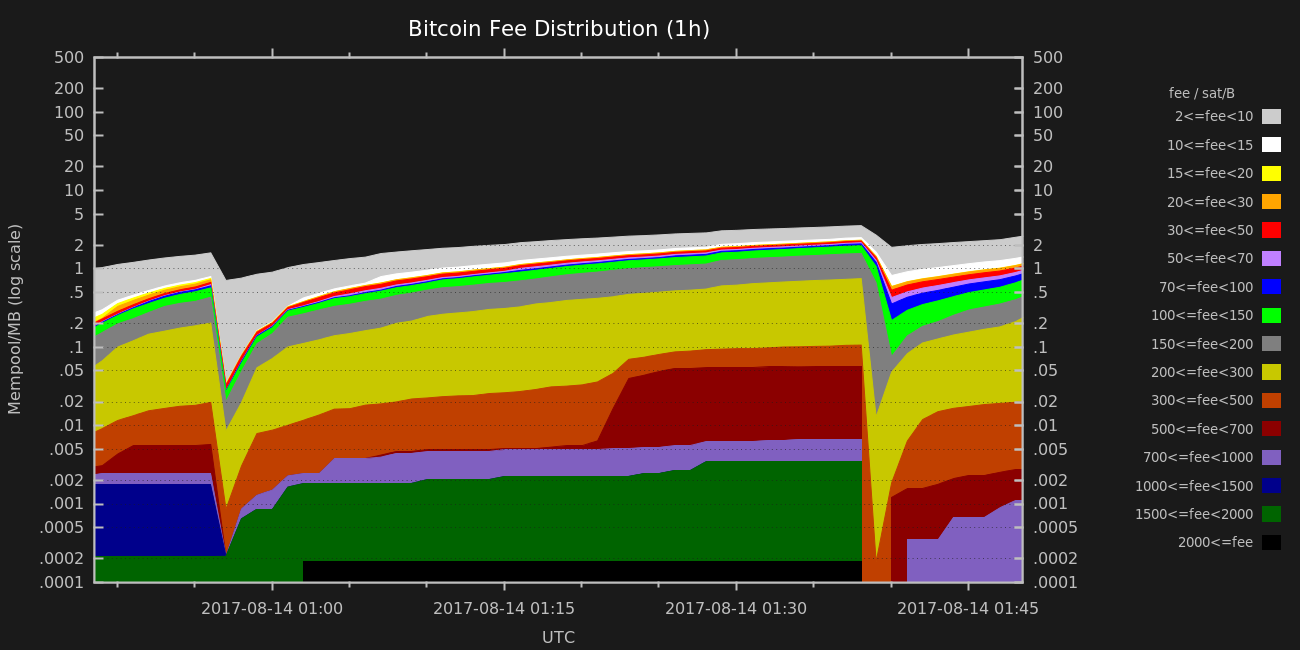 Bitcoin Fee Distribution (1h)
500 500
200 200
100 100
50 50
20 20
10 10
5 5
2 2
1 1
.5 .5
.2 .2
.1 .1
.05 .05
.02 .02
.01 .01
.005 .005
.002 .002
.001 .001
.0005 .0005
.0002 .0002
.0001 .0001
Mempool/MB (log scale)
2017-08-14 01:00 2017-08-14 01:15 2017-08-14 01:30 2017-08-14 01:45
UTC
fee / sat/B
2<=fee<10
10<=fee<15
15<=fee<20
20<=fee<30
30<=fee<50
50<=fee<70
70<=fee<100
100<=fee<150
150<=fee<200
200<=fee<300
300<=fee<500
500<=fee<700
700<=fee<1000
1000<=fee<1500
1500<=fee<2000
2000<=fee